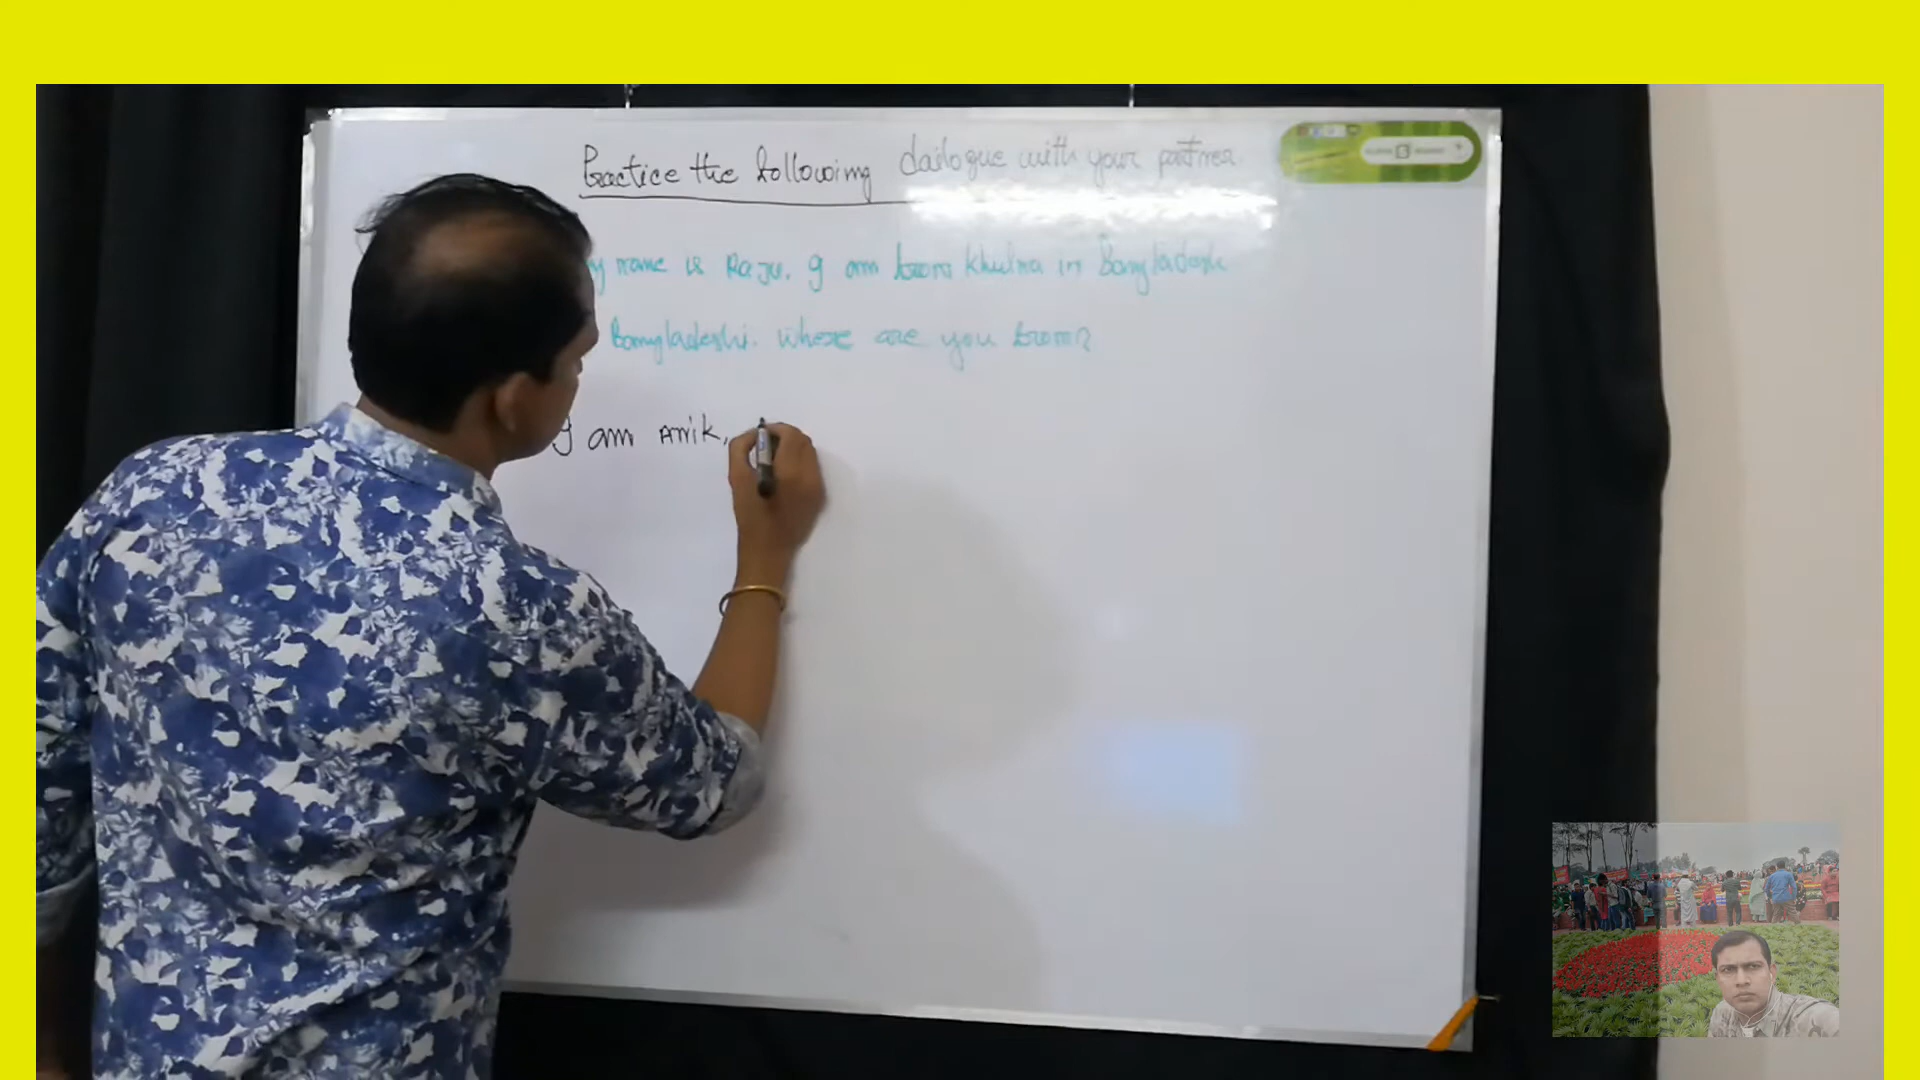 Practice the following dailogue with your partner
y name is Raju. I am from Khulna in Bangladesh
Bangladeshi. Where are you from?
I am Anik,